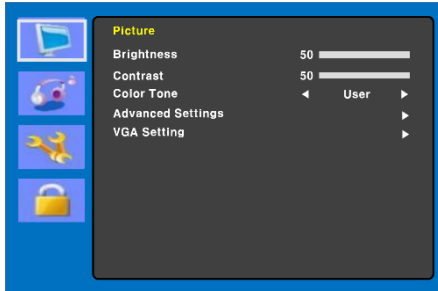 Picture
Brightness 50
Contrast 50
Color Tone User
Advanced Settings
VGA Setting